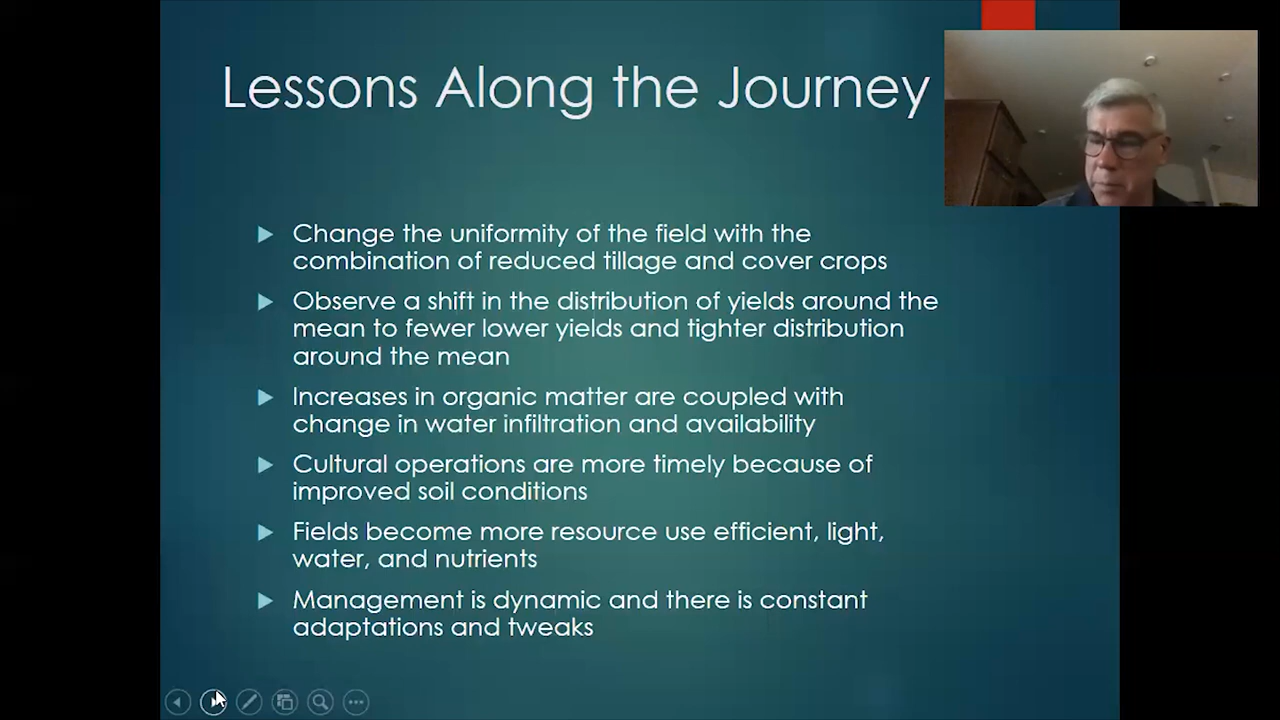 Lessons Along the Journey
Change the uniformity of the field with the
combination of reduced tillage and cover crops
Observe a shift in the distribution of yields around the
mean to fewer lower yields and tighter distribution
around the mean
Increases in organic matter are coupled with
change in water infiltration and availability
Cultural operations are more timely because of
improved soil conditions
Fields become more resource use efficient, light,
water, and nutrients
Management is dynamic and there is constant
adaptations and tweaks